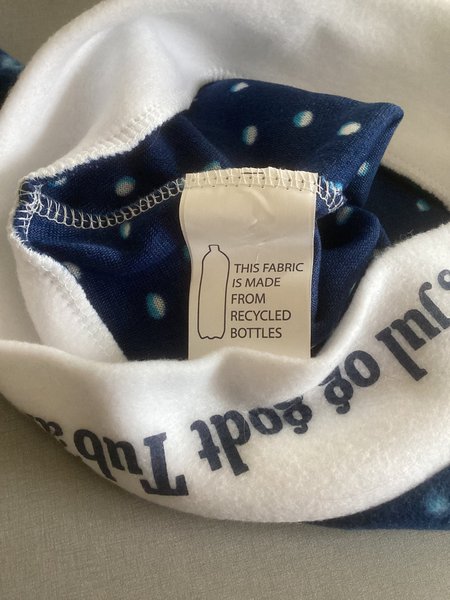 THIS FABRIC
IS MADE
FROM
RECYCLED
BOTTLES
Jul og godt